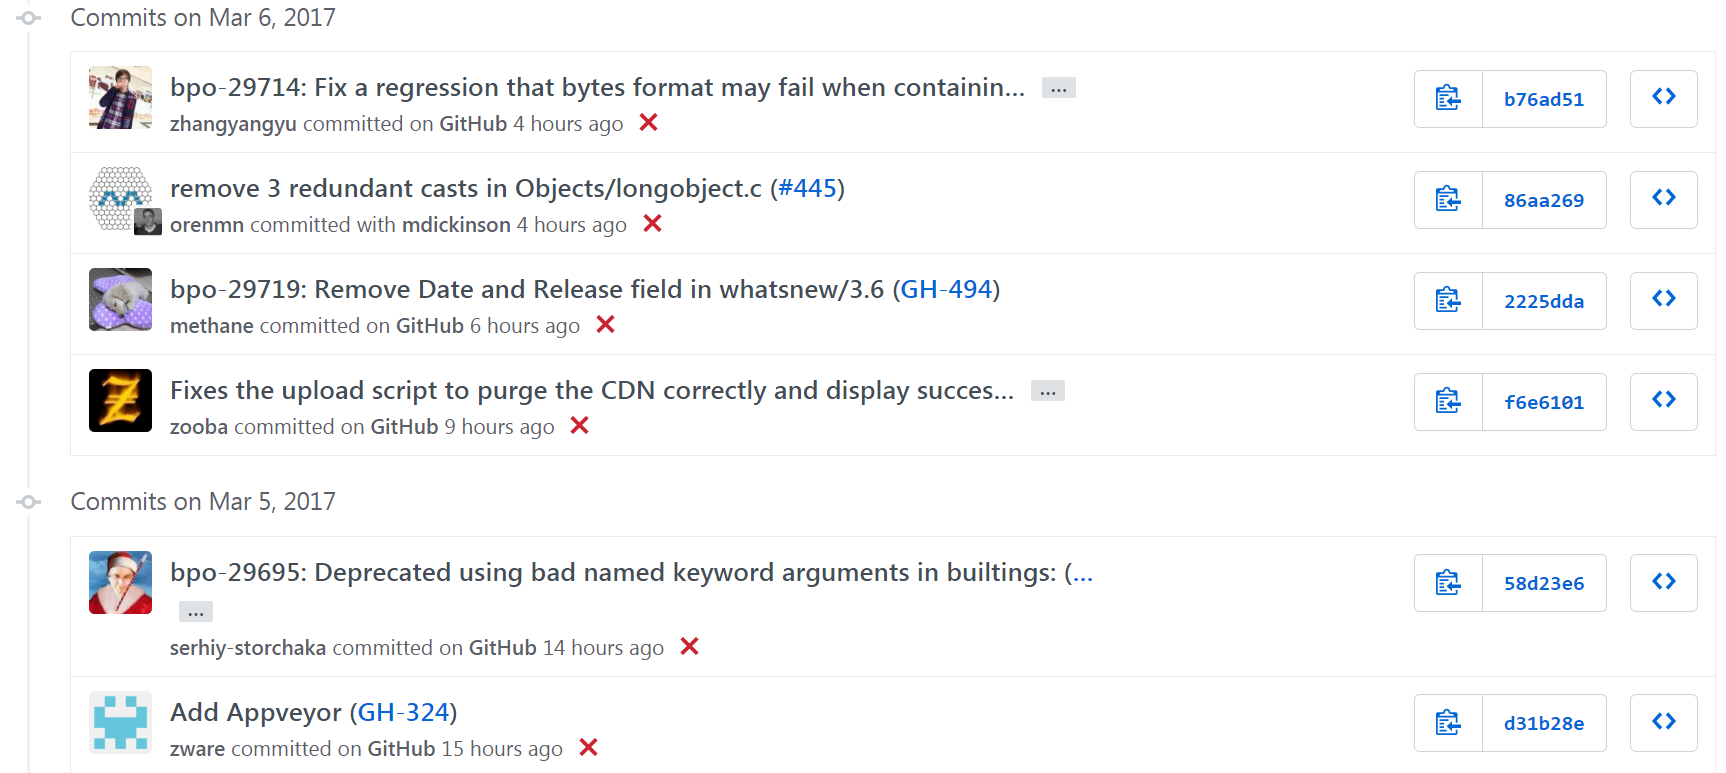 Commits on Mar 6, 2017
bpo-29714: Fix a regression that bytes format may fail when containin... ...
zhangyangyu committed on GitHub 4 hours ago
b76ad51
remove 3 redundant casts in Objects/longobject.c (#445)
orenmn committed with mdickinson 4 hours ago
86aa269
bpo-29719: Remove Date and Release field in whatsnew/3.6 (GH-494)
methane committed on GitHub 6 hours ago
2225dda
Fixes the upload script to purge the CDN correctly and display succes... ...
zooba committed on GitHub 9 hours ago
f6e6101
Commits on Mar 5, 2017
bpo-29695: Deprecated using bad named keyword arguments in builtings: (...
...
serhiy-storchaka committed on GitHub 14 hours ago
58d23e6
Add Appveyor (GH-324)
zware committed on GitHub 15 hours ago
d31b28e